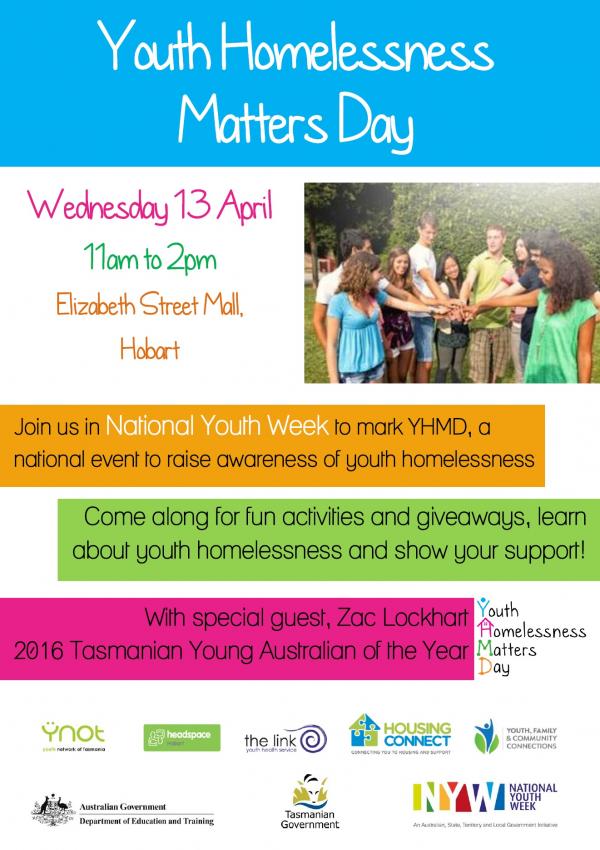 Youth Homelessness
Matters Day
Wednesday 13 April
11am to 2pm
Elizabeth Street Mall,
Hobart
Join us in National Youth Week to mark YHMD, a
national event to raise awareness of youth homelessness
Come along for fun activities and giveaways, learn
about youth homelessness and show your support!
With special guest, Zac Lockhart
2016 Tasmanian Young Australian of the Year
Youth
Homelessness
Matters
Day
Ynot
youth network of tasmania
headspace
Hobart
the link
youth health service
HOUSING
CONNECT
CONNECTING YOU TO HOUSING AND SUPPORT
YOUTH, FAMILY
& COMMUNITY
CONNECTIONS
Australian Government
Department of Education and Training
Tasmanian
Government
NYW
NATIONAL
YOUTH
WEEK
An Australian, State, Territory and Local Government Initiative